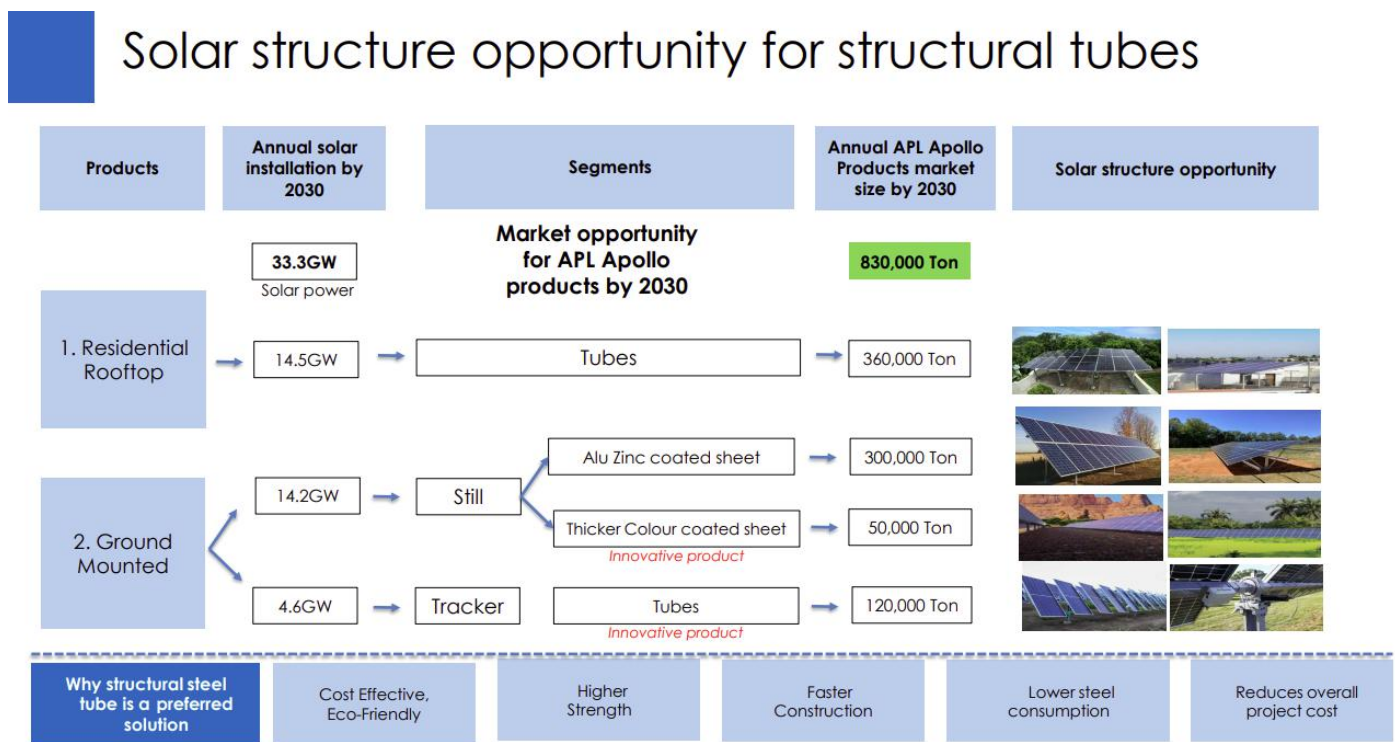 Solar structure opportunity for structural tubes
Products
Annual solar
installation by
2030
Segments
Annual APL Apollo
Products market
size by 2030
Solar structure opportunity
33.3GW
Solar power
Market opportunity
for APL Apollo
products by 2030
830,000 Ton
1. Residential
Rooftop
14.5GW
Tubes
360,000 Ton
2. Ground
Mounted
14.2GW
Still
Alu Zinc coated sheet
300,000 Ton
Thicker Colour coated sheet
Innovative product
50,000 Ton
4.6GW
Tracker
Tubes
Innovative product
120,000 Ton
Why structural steel
tube is a preferred
solution
Cost Effective,
Eco-Friendly
Higher
Strength
Faster
Construction
Lower steel
consumption
Reduces overall
project cost